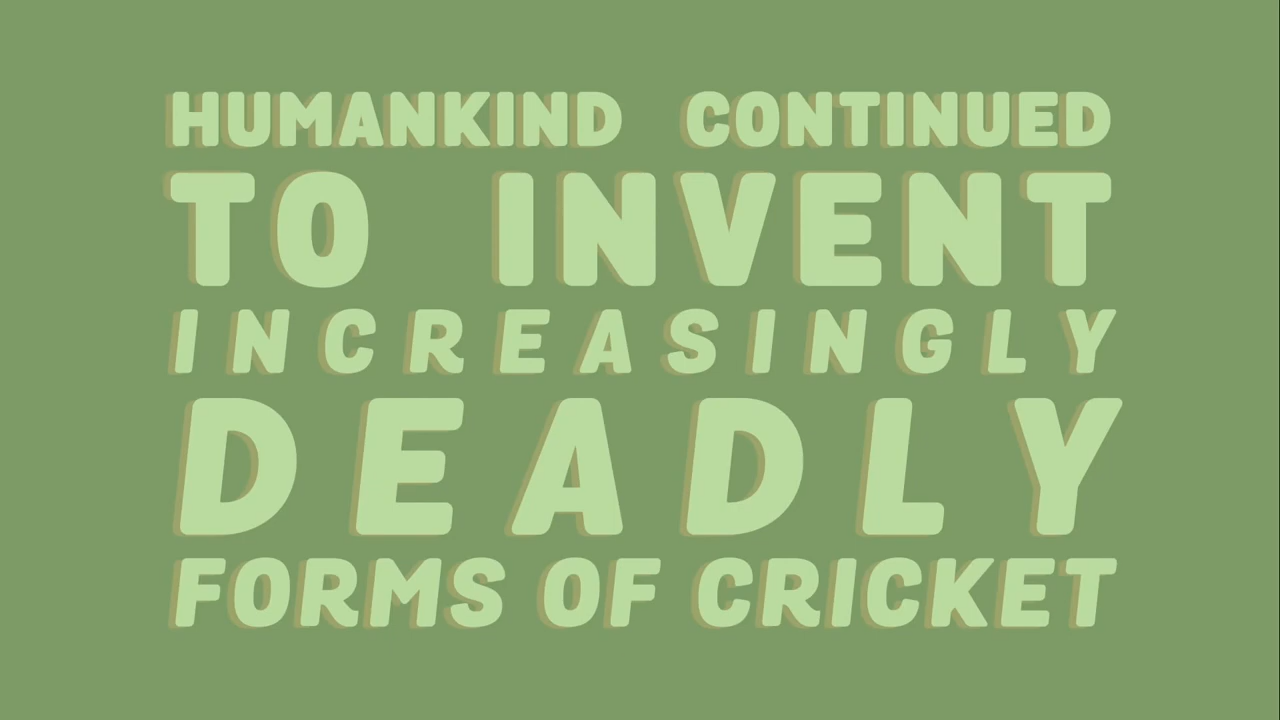 HUMANKIND CONTINUED
TO INVENT
INCREASINGLY
DEADLY
FORMS OF CRICKET